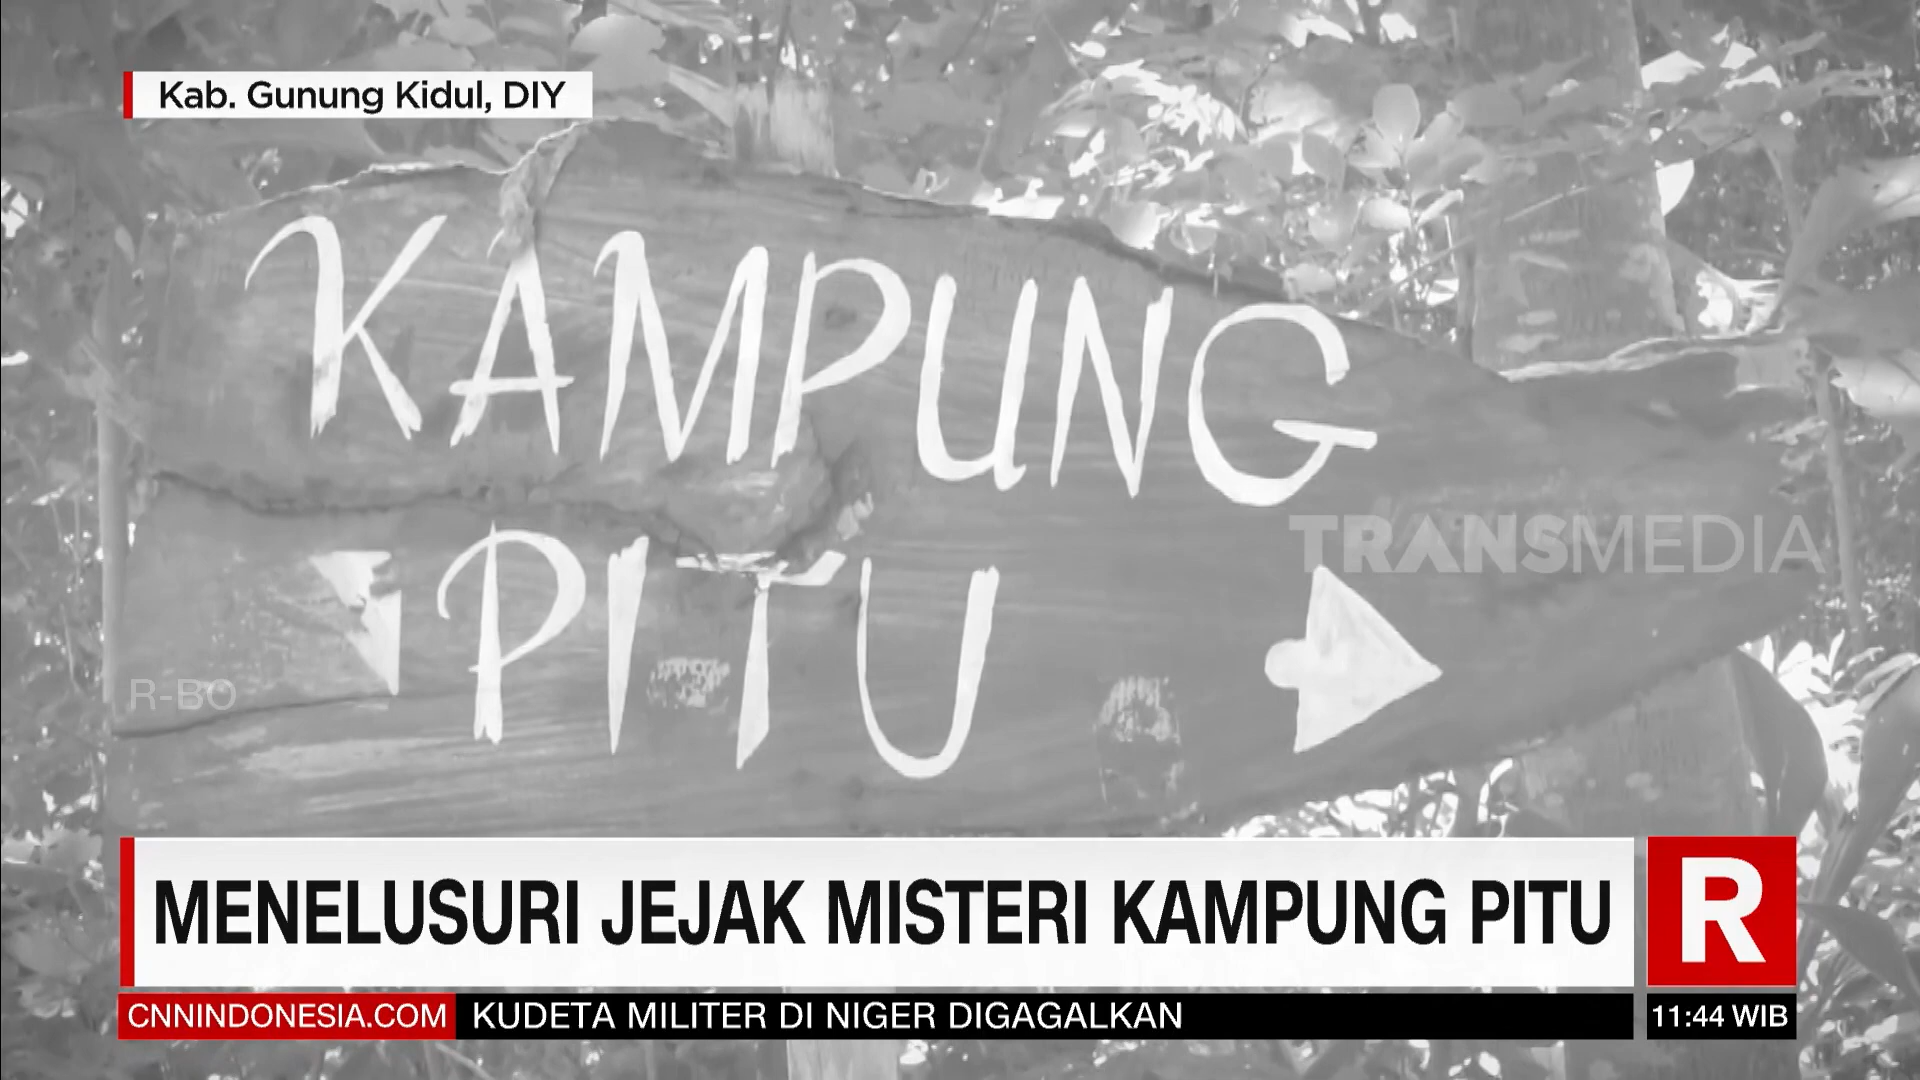 Kab. Gunung Kidul, DIY
KAMPUNG
PITU
TRANSMEDIA
R-BO
MENELUSURI JEJAK MISTERI KAMPUNG PITU
R
CNNINDONESIA.COM
KUDETA MILITER DI NIGER DIGAGALKAN
11:44 WIB